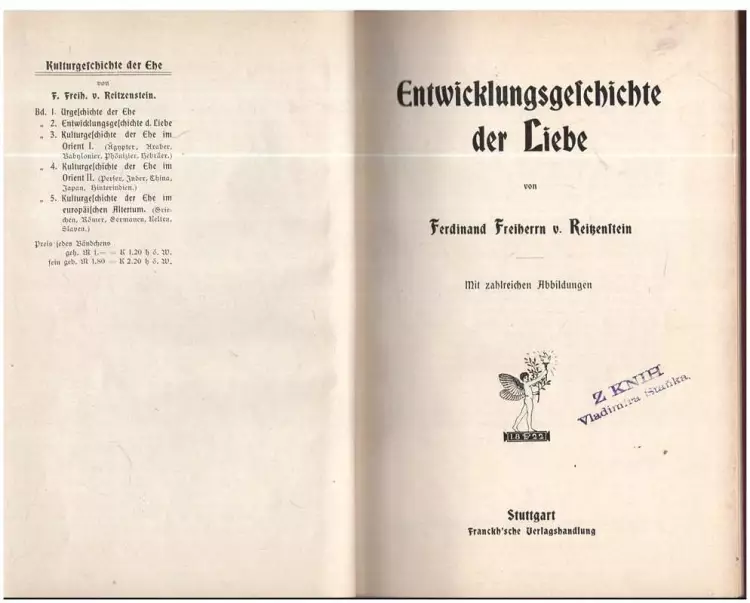 Kulturgeschichte der Ehe
von
F. Freih. v. Reitzenstein.
Bd. 1. Urgeschichte der Ehe
„ 2. Entwicklungsgeschichte d. Liebe
„ 3. Kulturgeschichte der Ehe im
Orient I. (Ägypter, Araber,
Babylonier, Phönizier, Hebräer.)
„ 4. Kulturgeschichte der Ehe im
Orient II. (Perser, Inder, China,
Japan, Hinterindien.)
„ 5. Kulturgeschichte der Ehe im
europäischen Altertum. (Grie-
chen, Römer, Germanen, Kelten,
Slaven.)
Preis jedes Bändchens
geh. M 1.— = K 1.20 h ö. W.
fein geb. M 1.80 = K 2.20 h ö. W.
Entwicklungsgeschichte
der Liebe
von
Ferdinand Freiherrn v. Reitzenstein
Mit zahlreichen Abbildungen
1822
Z KNIH
Vladimíra Staňka.
Stuttgart
Franckh'sche Verlagshandlung